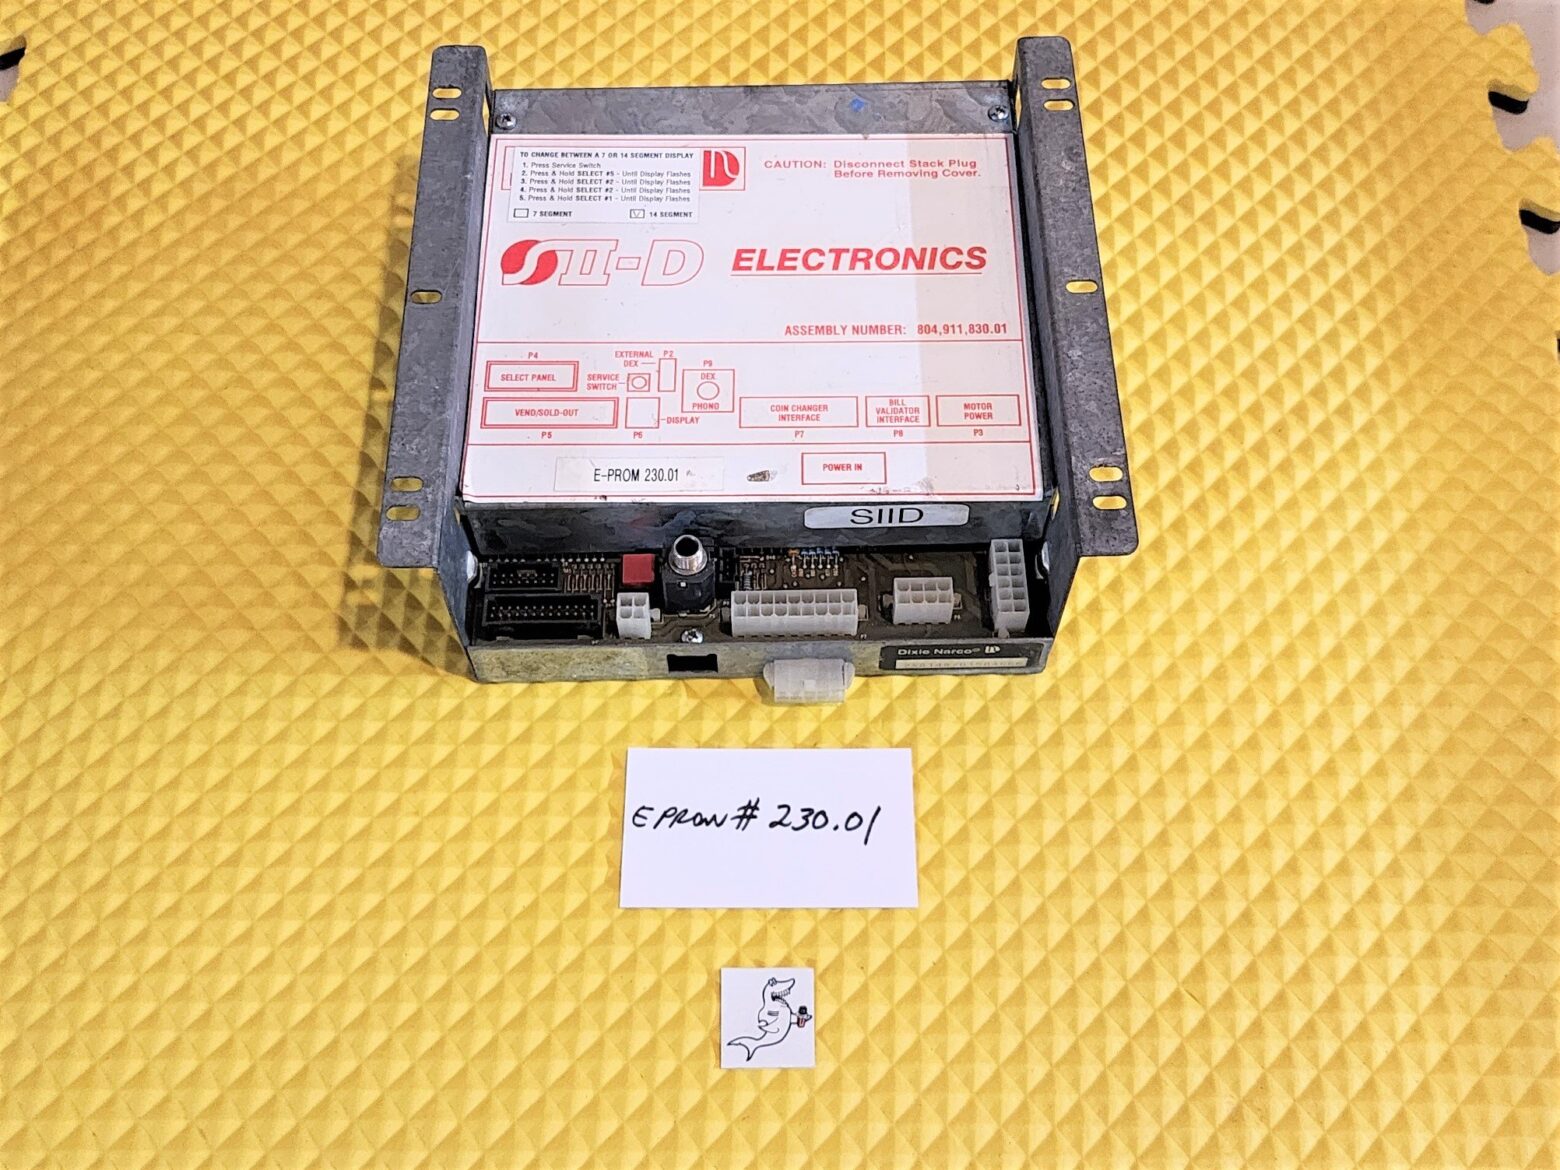 TO CHANGE BETWEEN A 7 OR 14 SEGMENT DISPLAY
1. Press Service Switch
2. Press & Hold SELECT #5 - Until Display Flashes
3. Press & Hold SELECT #2 - Until Display Flashes
4. Press & Hold SELECT #2 - Until Display Flashes
5. Press & Hold SELECT #1 - Until Display Flashes
7 SEGMENT 14 SEGMENT
CAUTION: Disconnect Stack Plug
Before Removing Cover.
SII-D ELECTRONICS
ASSEMBLY NUMBER: 804,911,830.01
P4
SELECT PANEL
EXTERNAL
DEX
P2
SERVICE
SWITCH
P9
DEX
PHONO
VEND/SOLD-OUT
P5
DISPLAY
P6
COIN CHANGER
INTERFACE
P7
BILL
VALIDATOR
INTERFACE
P8
MOTOR
POWER
P3
E-PROM 230.01
POWER IN
SIID
Dixie Narco®
EPROM# 230.01